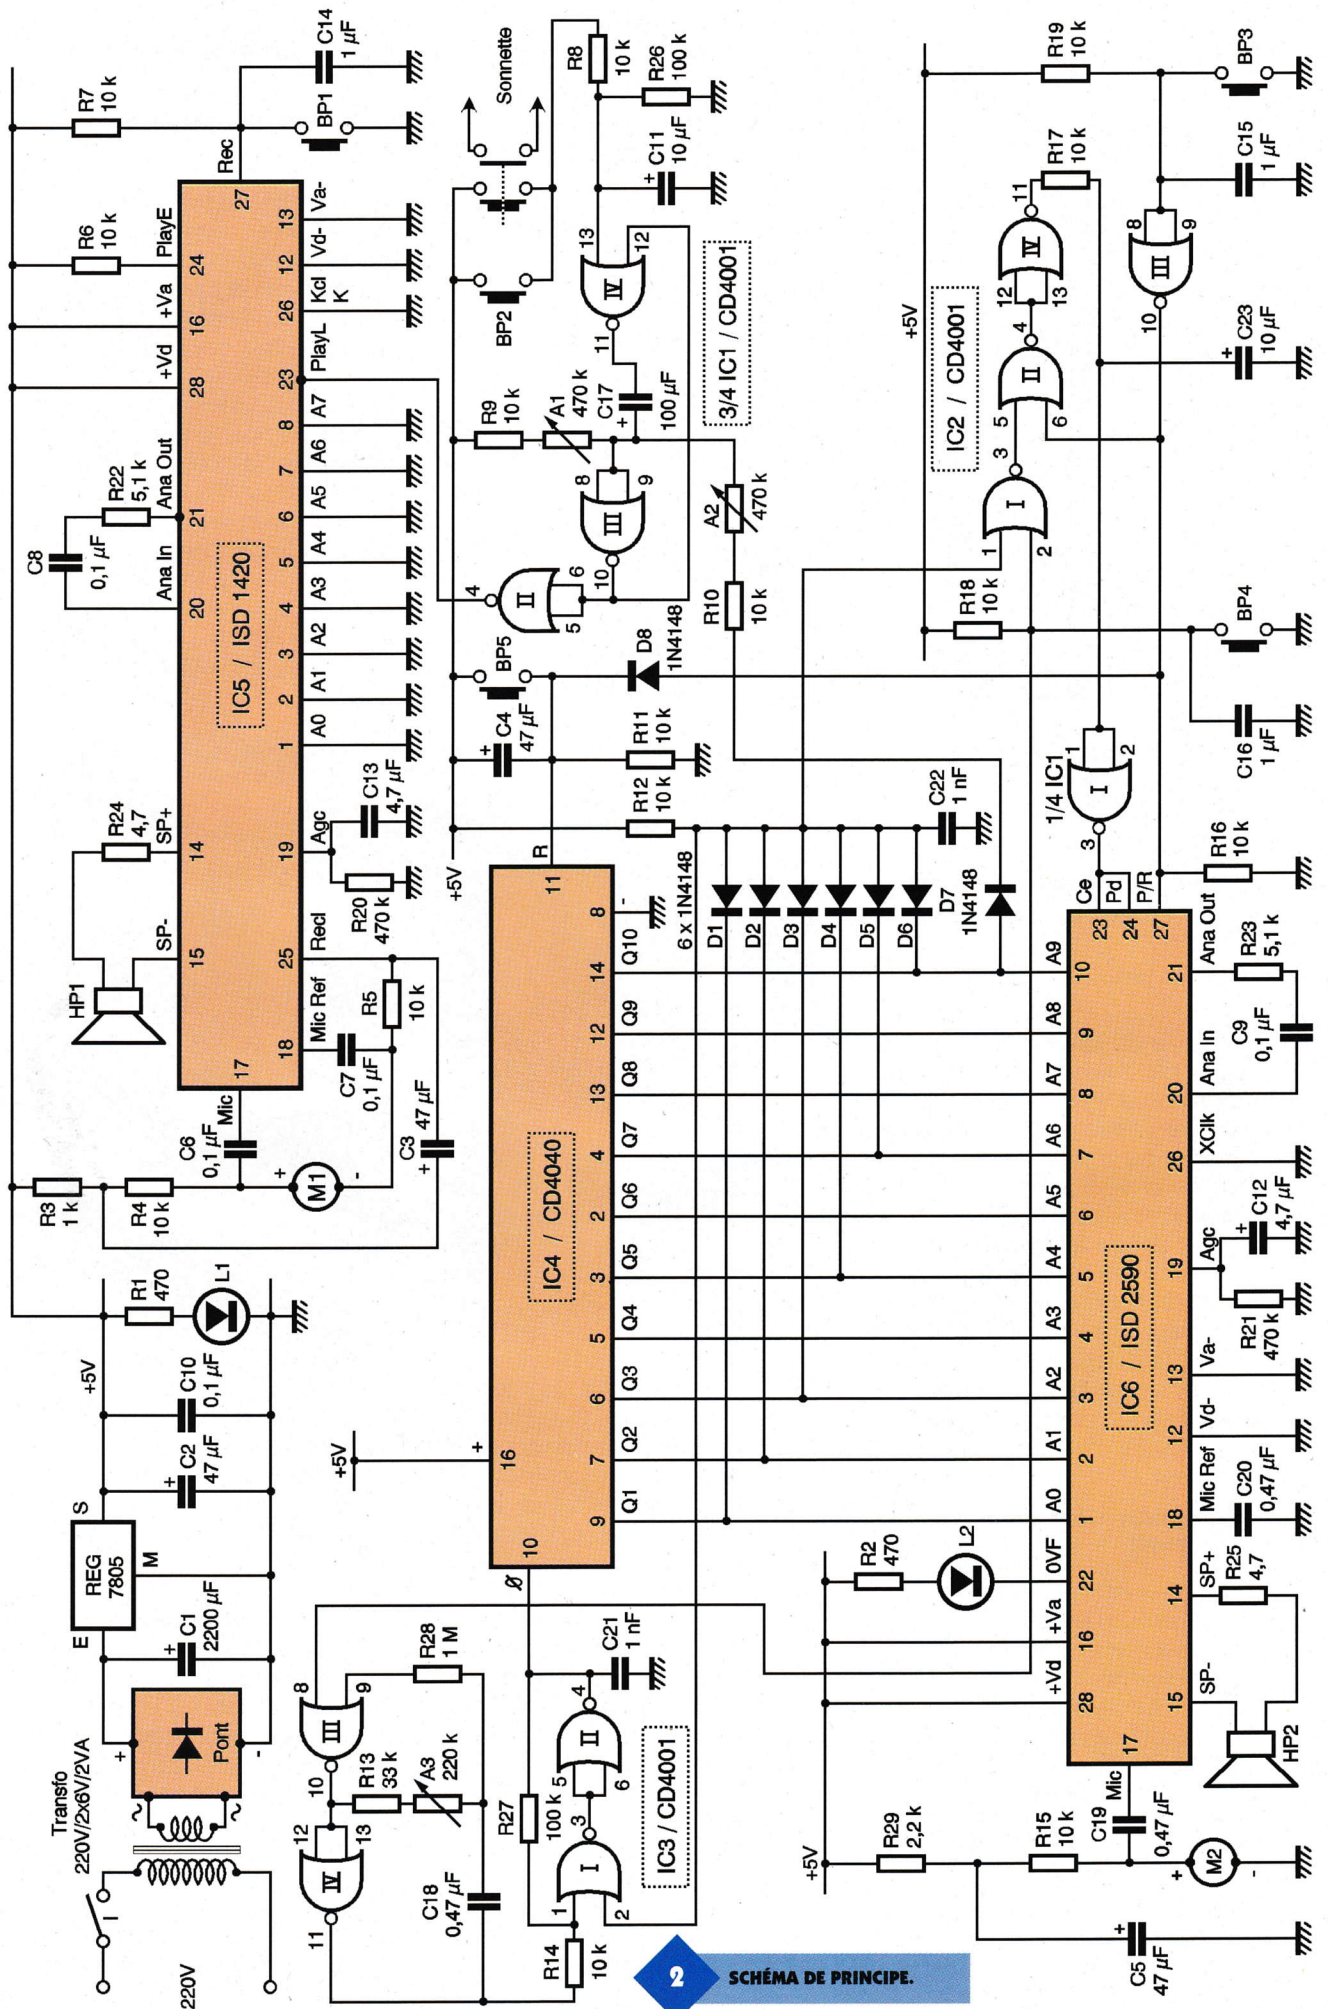 Transfo
220V/2x6V/2VA
I
220V
~
~
+
-
Pont
E
REG
7805
S
M
+
C1
2200 µF
+
C2
47 µF
C10
0,1 µF
+5V
R1
470
L1
R3
1 k
R4
10 k
C6
0,1 µF
Mic
+
M1
-
C3
+
47 µF
C7
0,1 µF
R5
10 k
HP1
R24
4,7
SP-
SP+
15
14
17
18
25
19
Mic Ref
Red
Agc
R20
470 k
C13
4,7 µF
IC5 / ISD 1420
C8
0,1 µF
R22
5,1 k
Ana In
Ana Out
20
21
+Vd
+Va
PlayE
28
16
24
R6
10 k
R7
10 k
Rec
27
BP1
C14
1 µF
1
2
3
4
5
6
7
8
23
26
12
13
A0
A1
A2
A3
A4
A5
A6
A7
PlayL
Kcl
K
Vd-
Va-
+5V
+
C4
47 µF
BP5
R12
10 k
R11
10 k
D8
1N4148
II
4
5
6
III
8
9
10
R9
10 k
A1
470 k
C17
+
100 µF
IV
11
12
13
BP2
Sonnette
R8
10 k
R26
100 k
+
C11
10 µF
3/4 IC1 / CD4001
R10
10 k
A2
470 k
+5V
+
16
IC4 / CD4040
10
Ø
R
11
9
7
6
5
3
2
4
13
12
14
8
-
Q1
Q2
Q3
Q4
Q5
Q6
Q7
Q8
Q9
Q10
6 x 1N4148
D1
D2
D3
D4
D5
D6
D7
1N4148
C22
1 nF
III
8
9
10
R28
1 M
R13
33 k
A3
220 k
IV
12
13
11
C18
0,47 µF
R27
100 k
R14
10 k
I
1
2
3
II
5
6
4
C21
1 nF
IC3 / CD4001
+5V
R18
10 k
I
1
2
3
II
5
6
4
IV
12
13
11
R17
10 k
R19
10 k
IC2 / CD4001
III
8
9
10
BP3
C15
1 µF
+
C23
10 µF
BP4
C16
1 µF
1/4 IC1
I
1
2
3
R16
10 k
+5V
R29
2,2 k
R15
10 k
+
C5
47 µF
+
M2
-
C19
0,47 µF
Mic
17
+Vd
+Va
0VF
28
16
22
R2
470
L2
A0
A1
A2
A3
A4
A5
A6
A7
A8
A9
1
2
3
4
5
6
7
8
9
10
Ce
Pd
P/R
23
24
27
IC6 / ISD 2590
15
14
18
12
13
19
26
20
21
SP-
SP+
Mic Ref
Vd-
Va-
Agc
XClk
Ana In
Ana Out
HP2
R25
4,7
C20
0,47 µF
R21
470 k
+
C12
4,7 µF
C9
0,1 µF
R23
5,1 k
2
SCHÉMA DE PRINCIPE.